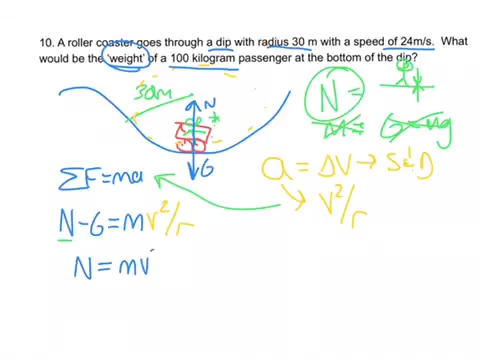 10. A roller coaster goes through a dip with radius 30 m with a speed of 24m/s. What
would be the 'weight' of a 100 kilogram passenger at the bottom of the dip?
30m
N
N =
M =
G = mg
G
ΣF = ma
a = ΔV → S & D
→ V²/r
N - G = mv²/r
N = mv